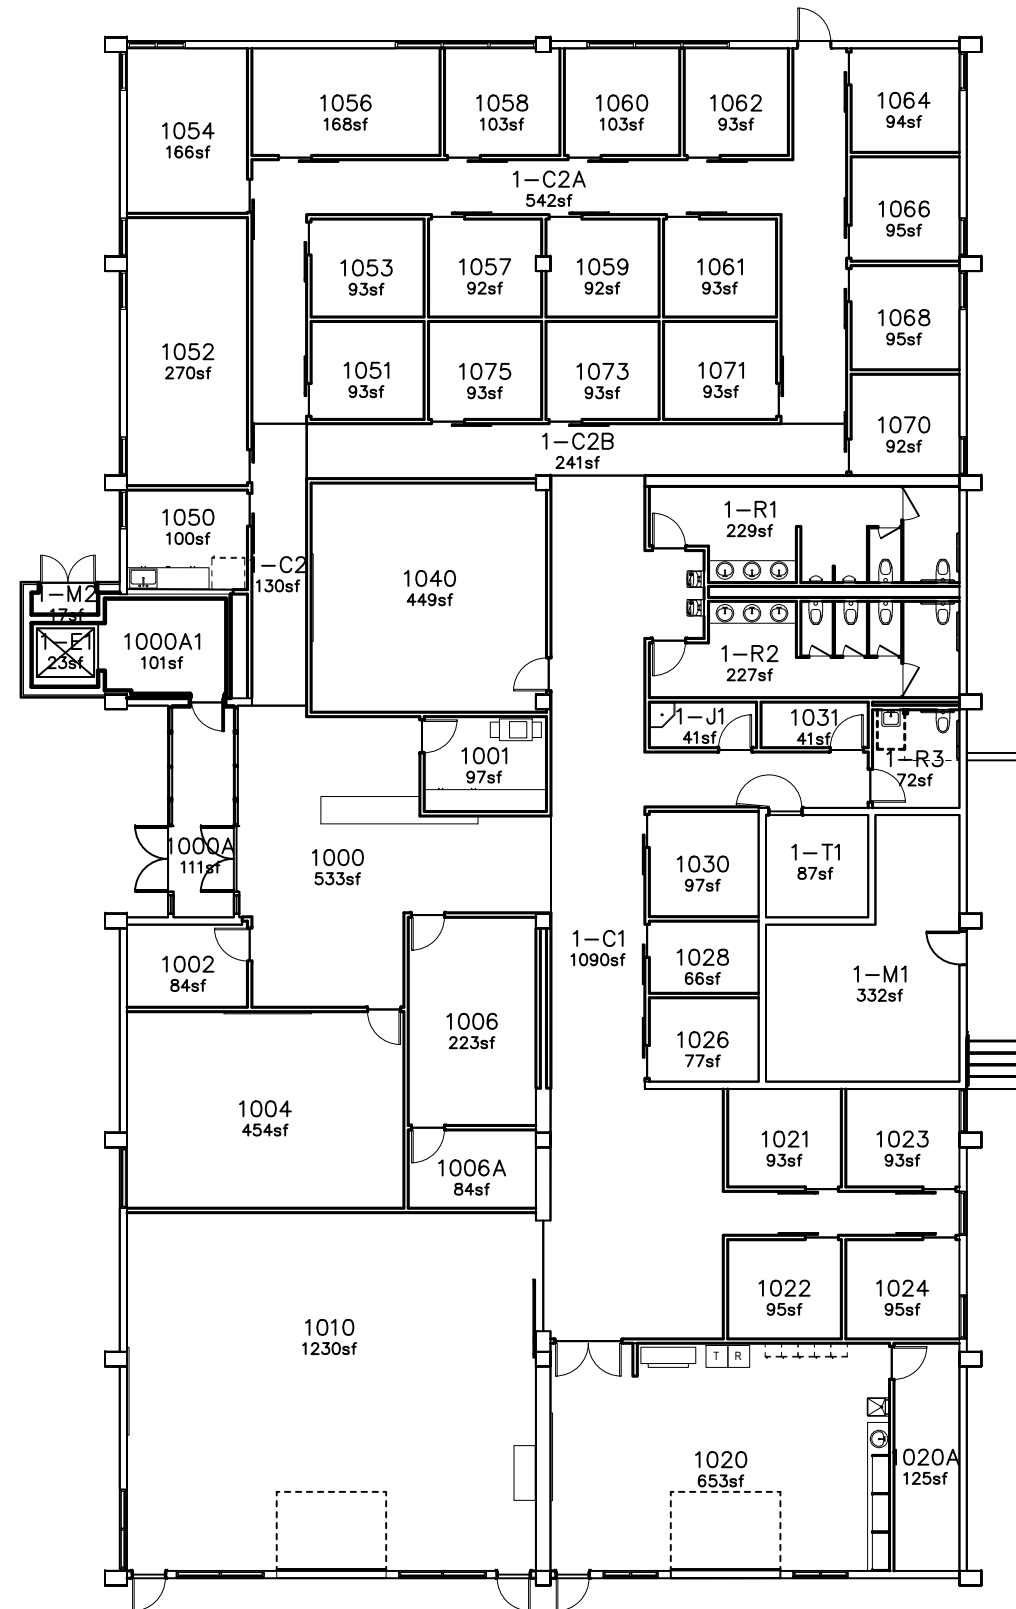 1056
168sf
1058
103sf
1060
103sf
1062
93sf
1064
94sf
1054
166sf
1-C2A
542sf
1066
95sf
1053
93sf
1057
92sf
1059
92sf
1061
93sf
1068
95sf
1052
270sf
1051
93sf
1075
93sf
1073
93sf
1071
93sf
1070
92sf
1-C2B
241sf
1050
100sf
1-R1
229sf
1-C2
130sf
1040
449sf
1-M2
17sf
1-E1
23sf
1000A1
101sf
1-R2
227sf
1-J1
41sf
1031
41sf
1-R3
72sf
1001
97sf
1000A
111sf
1000
533sf
1030
97sf
1-T1
87sf
1002
84sf
1-C1
1090sf
1028
66sf
1-M1
332sf
1006
223sf
1026
77sf
1004
454sf
1021
93sf
1023
93sf
1006A
84sf
1022
95sf
1024
95sf
1010
1230sf
T R
1020
653sf
1020A
125sf